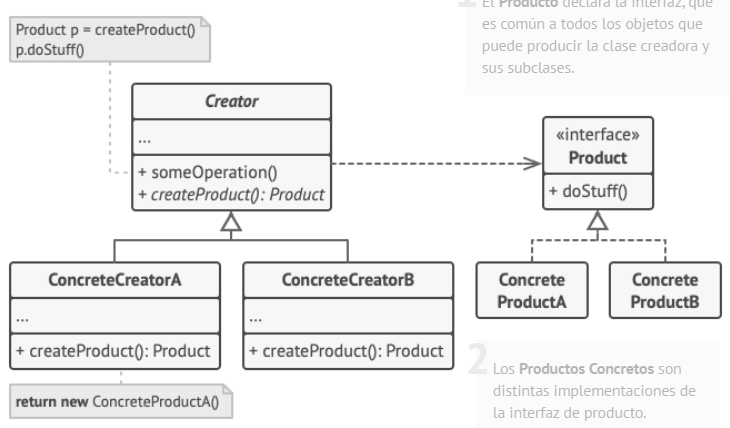 1 El Producto declara la interfaz, que
es común a todos los objetos que
puede producir la clase creadora y
sus subclases.
Product p = createProduct()
p.doStuff()
Creator
...
+ someOperation()
+ createProduct(): Product
«interface»
Product
+ doStuff()
ConcreteCreatorA
...
+ createProduct(): Product
ConcreteCreatorB
...
+ createProduct(): Product
Concrete
ProductA
Concrete
ProductB
return new ConcreteProductA()
2 Los Productos Concretos son
distintas implementaciones de
la interfaz de producto.